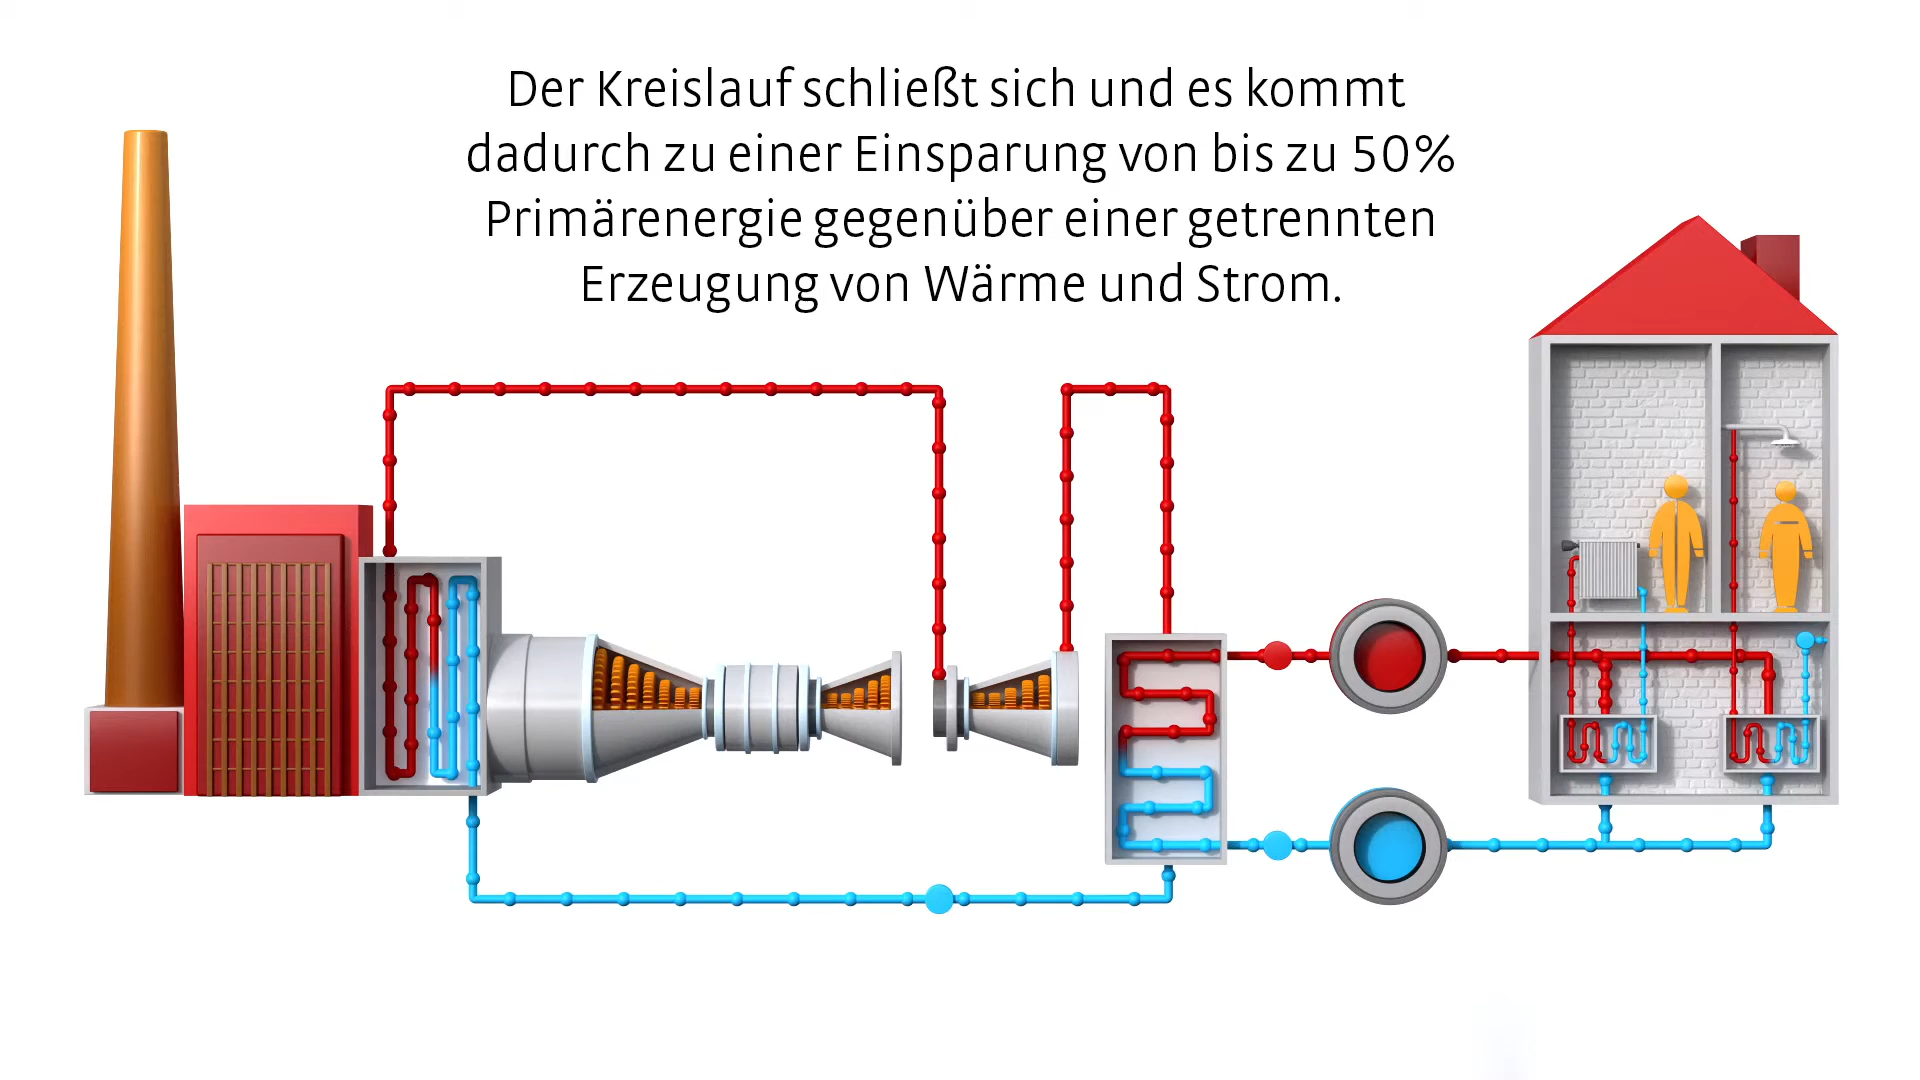 Der Kreislauf schließt sich und es kommt
dadurch zu einer Einsparung von bis zu 50%
Primärenergie gegenüber einer getrennten
Erzeugung von Wärme und Strom.